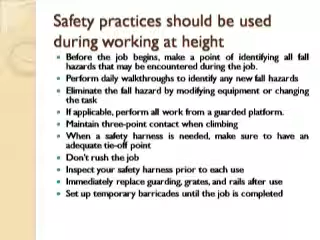 Safety practices should be used
during working at height
Before the job begins, make a point of identifying all fall
hazards that may be encountered during the job.
Perform daily walkthroughs to identify any new fall hazards
Eliminate the fall hazard by modifying equipment or changing
the task
If applicable, perform all work from a guarded platform.
Maintain three-point contact when climbing
When a safety harness is needed, make sure to have an
adequate tie-off point
Don't rush the job
Inspect your safety harness prior to each use
Immediately replace guarding, grates, and rails after use
Set up temporary barricades until the job is completed